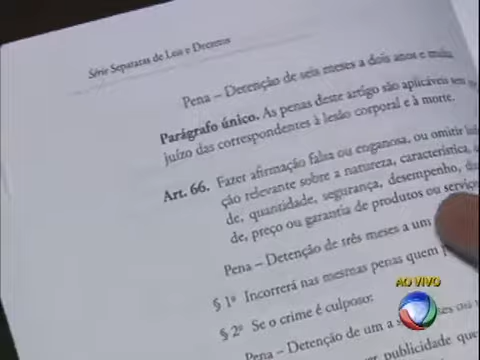 Série Separatas de Leis e Decretos
Pena – Detenção de seis meses a dois anos e multa
Parágrafo único. As penas deste artigo são aplicáveis sem
juízo das correspondentes à lesão corporal e à morte.
Art. 66. Fazer afirmação falsa ou enganosa, ou omitir
ção relevante sobre a natureza, característica,
de, quantidade, segurança, desempenho,
de, preço ou garantia de produtos ou serviço
Pena – Detenção de três meses a um
§ 1º Incorrerá nas mesmas penas quem
§ 2º Se o crime é culposo:
Pena – Detenção de um a
publicidade que
AO VIVO